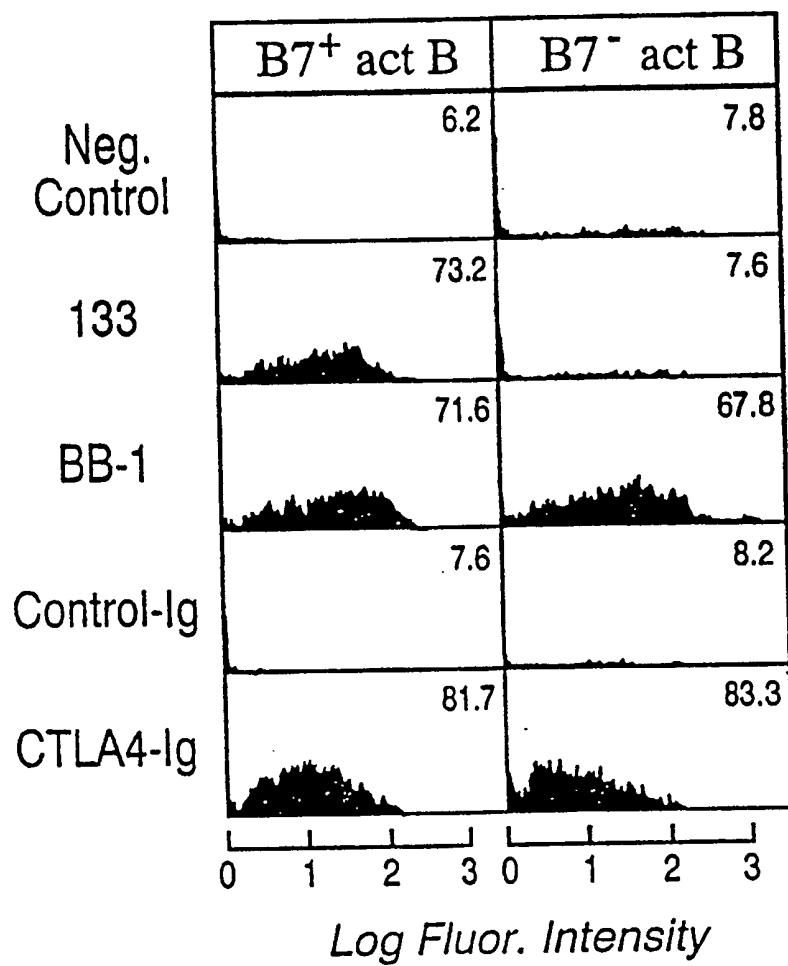 B7⁺ act B B7⁻ act B
Neg. Control 6.2 7.8
133 73.2 7.6
BB-1 71.6 67.8
Control-Ig 7.6 8.2
CTLA4-Ig 81.7 83.3
0 1 2 3 0 1 2 3
Log Fluor. Intensity